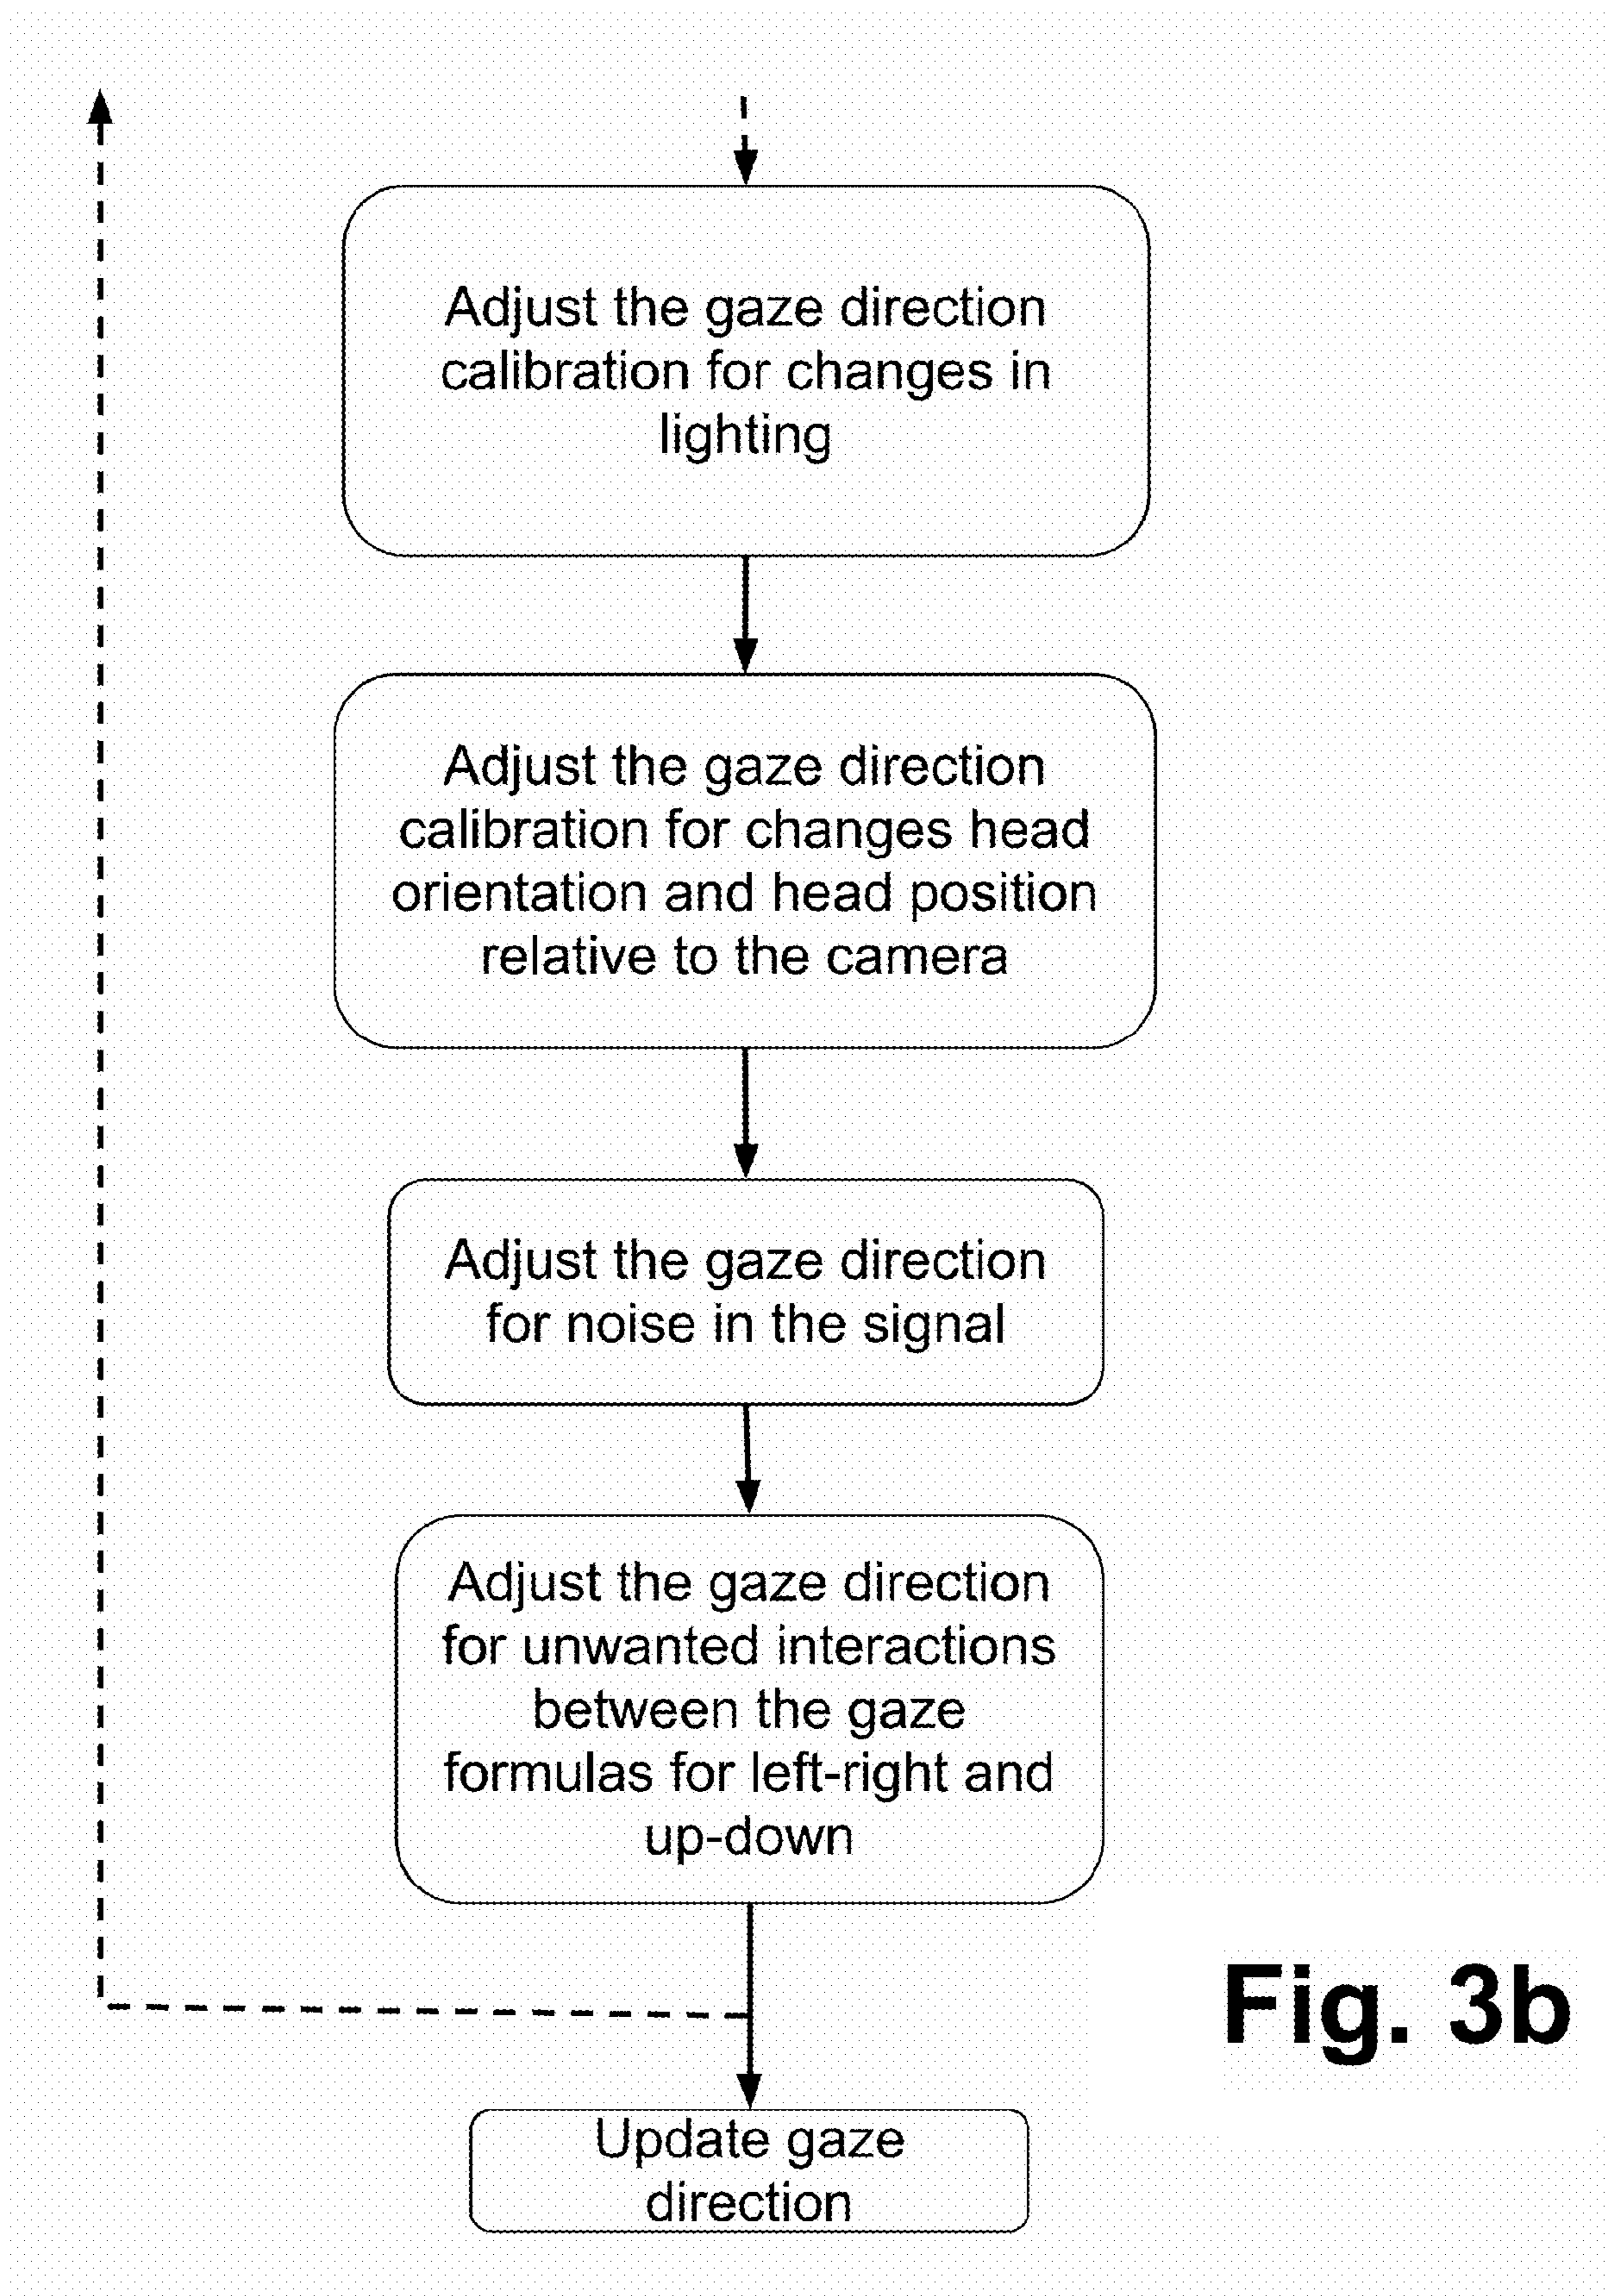 Adjust the gaze direction
calibration for changes in
lighting
Adjust the gaze direction
calibration for changes head
orientation and head position
relative to the camera
Adjust the gaze direction
for noise in the signal
Adjust the gaze direction
for unwanted interactions
between the gaze
formulas for left-right and
up-down
Update gaze
direction
Fig. 3b